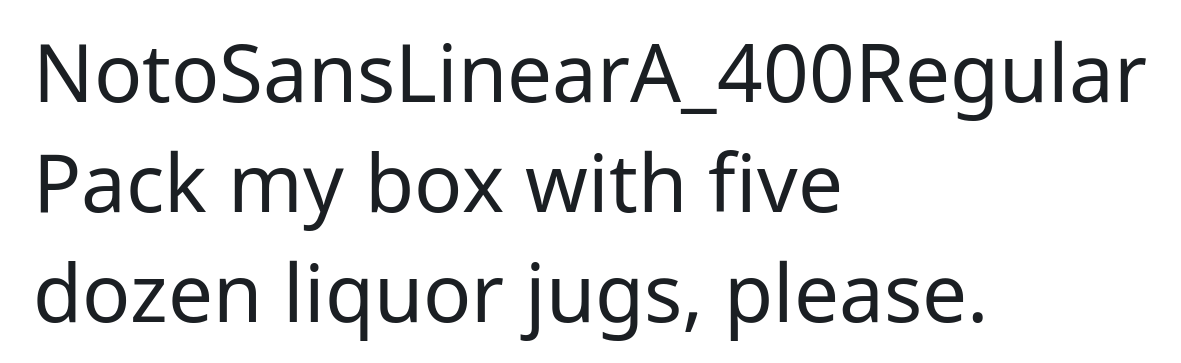 NotoSansLinearA_400Regular
Pack my box with five
dozen liquor jugs, please.